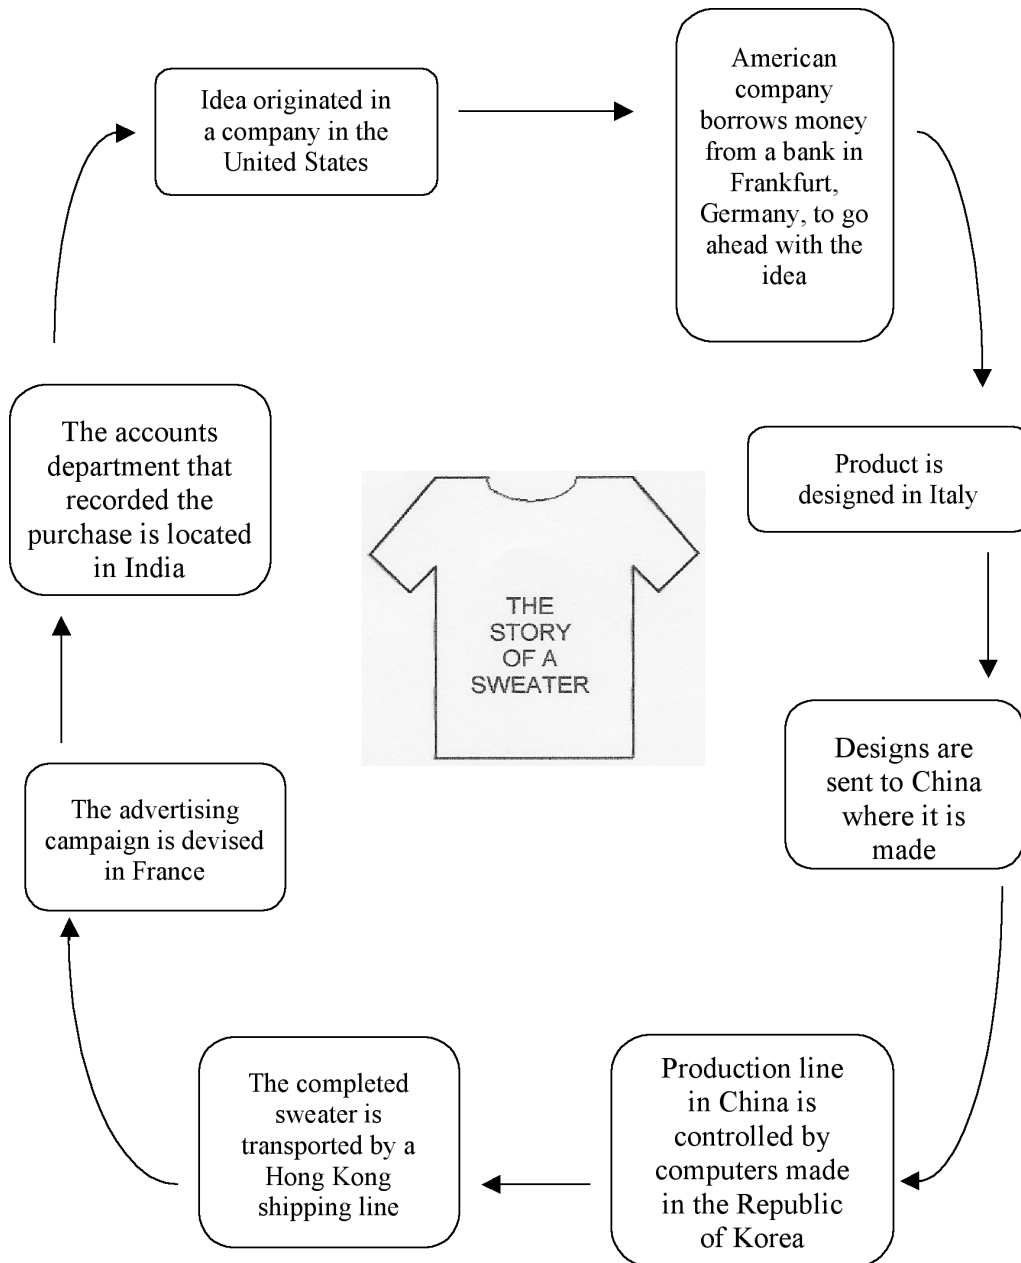 Idea originated in
a company in the
United States
American
company
borrows money
from a bank in
Frankfurt,
Germany, to go
ahead with the
idea
Product is
designed in Italy
Designs are
sent to China
where it is
made
Production line
in China is
controlled by
computers made
in the Republic
of Korea
The completed
sweater is
transported by a
Hong Kong
shipping line
The advertising
campaign is devised
in France
The accounts
department that
recorded the
purchase is located
in India
THE
STORY
OF A
SWEATER